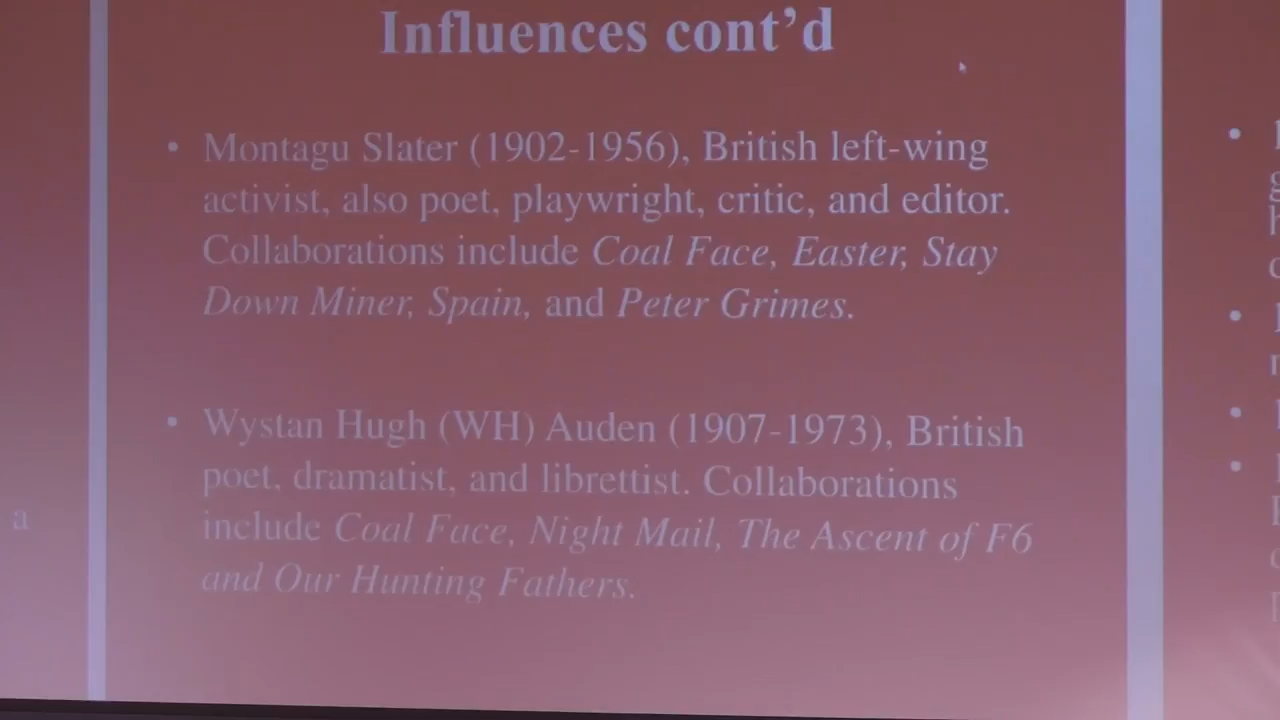 Influences cont’d
• Montagu Slater (1902-1956), British left-wing
activist, also poet, playwright, critic, and editor.
Collaborations include Coal Face, Easter, Stay
Down Miner, Spain, and Peter Grimes.
• Wystan Hugh (WH) Auden (1907-1973), British
poet, dramatist, and librettist. Collaborations
include Coal Face, Night Mail, The Ascent of F6
and Our Hunting Fathers.
a